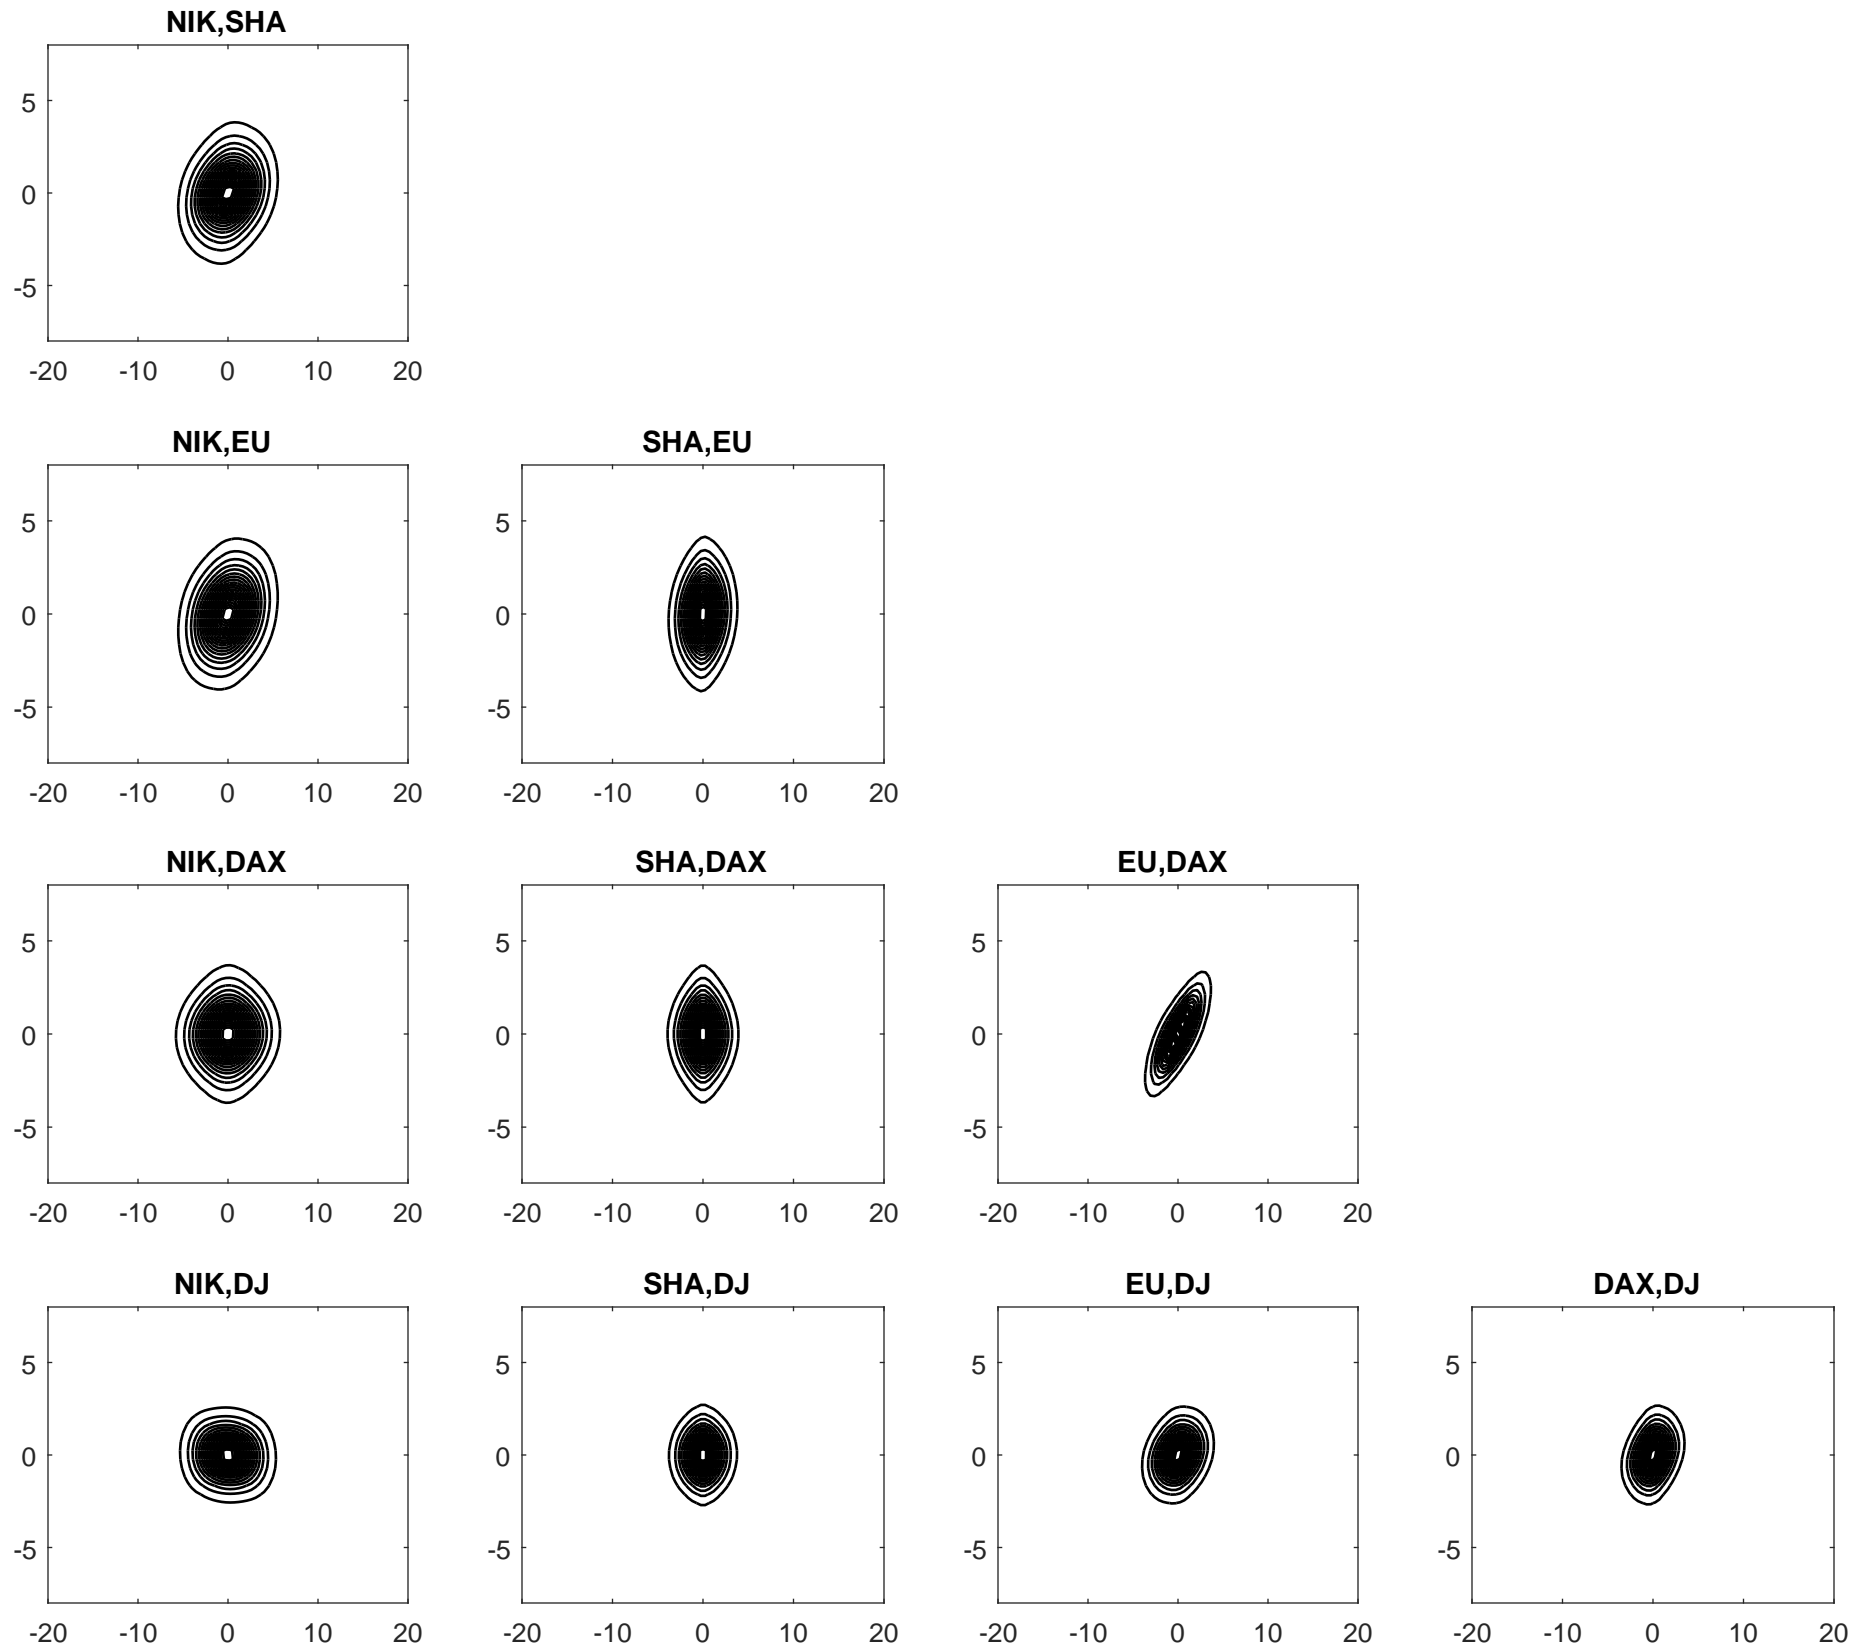 NIK,SHA
5
0
-5
-20 -10 0 10 20
NIK,EU SHA,EU
5 5
0 0
-5 -5
-20 -10 0 10 20 -20 -10 0 10 20
NIK,DAX SHA,DAX EU,DAX
5 5 5
0 0 0
-5 -5 -5
-20 -10 0 10 20 -20 -10 0 10 20 -20 -10 0 10 20
NIK,DJ SHA,DJ EU,DJ DAX,DJ
5 5 5 5
0 0 0 0
-5 -5 -5 -5
-20 -10 0 10 20 -20 -10 0 10 20 -20 -10 0 10 20 -20 -10 0 10 20